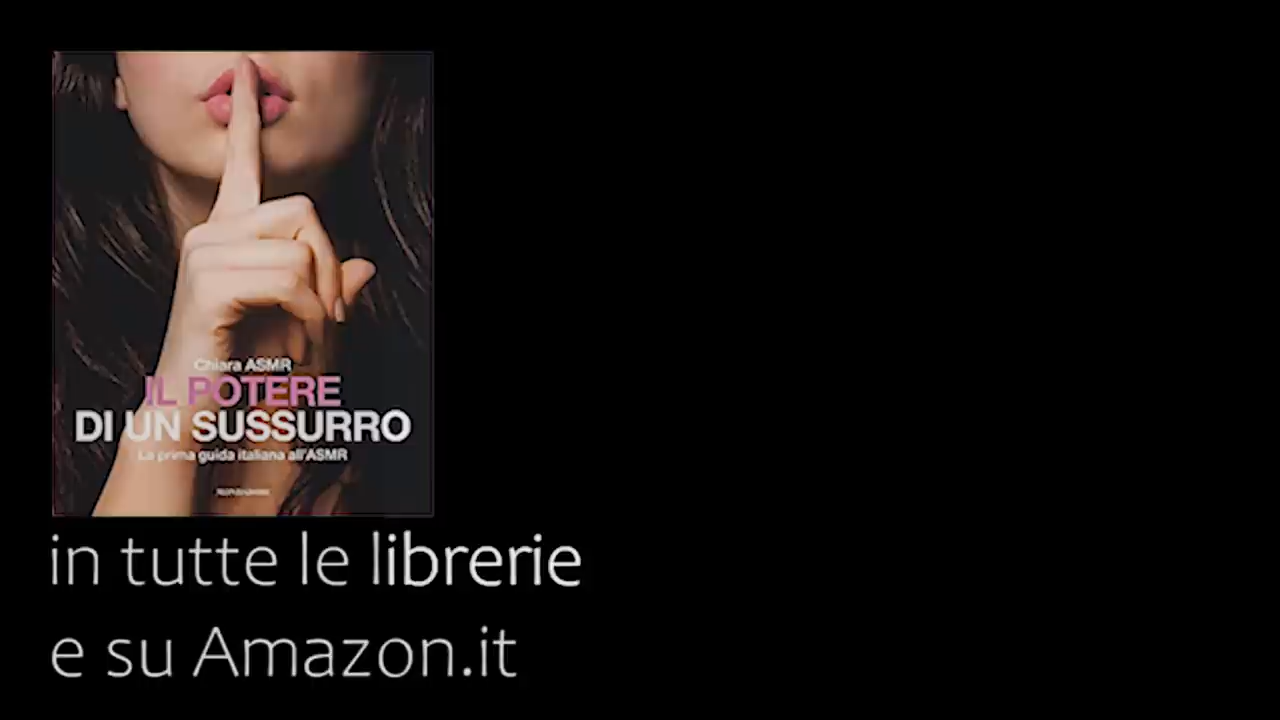 Chiara ASMR
IL POTERE
DI UN SUSSURRO
La prima guida italiana all'ASMR
in tutte le librerie
e su Amazon.it